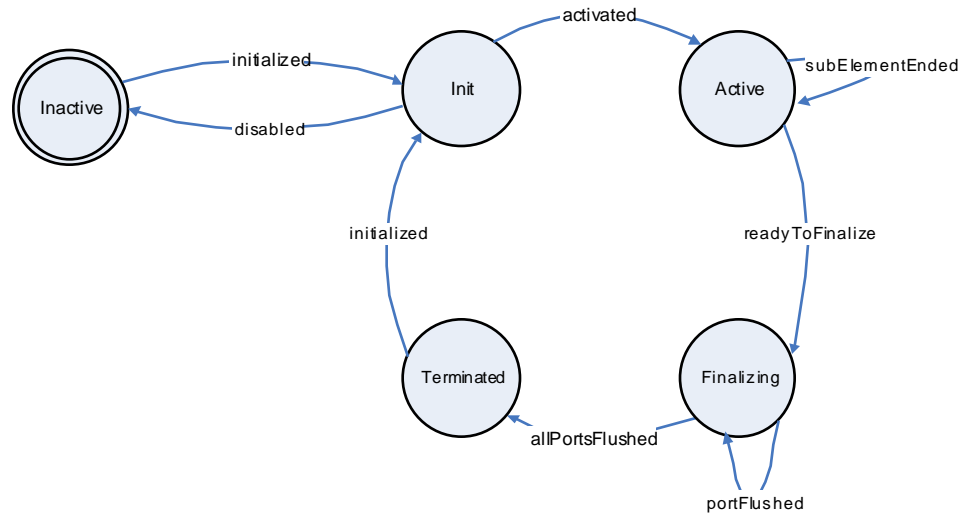 activated
initialized
subElementEnded
Inactive
Init
Active
disabled
initialized
readyToFinalize
Terminated
Finalizing
allPortsFlushed
portFlushed